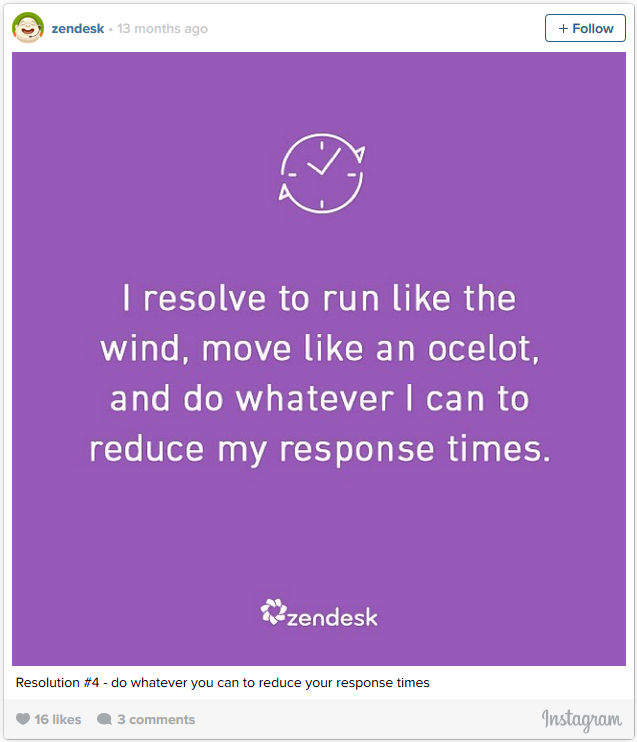 zendesk • 13 months ago
+ Follow
I resolve to run like the
wind, move like an ocelot,
and do whatever I can to
reduce my response times.
zendesk
Resolution #4 - do whatever you can to reduce your response times
16 likes 3 comments
Instagram